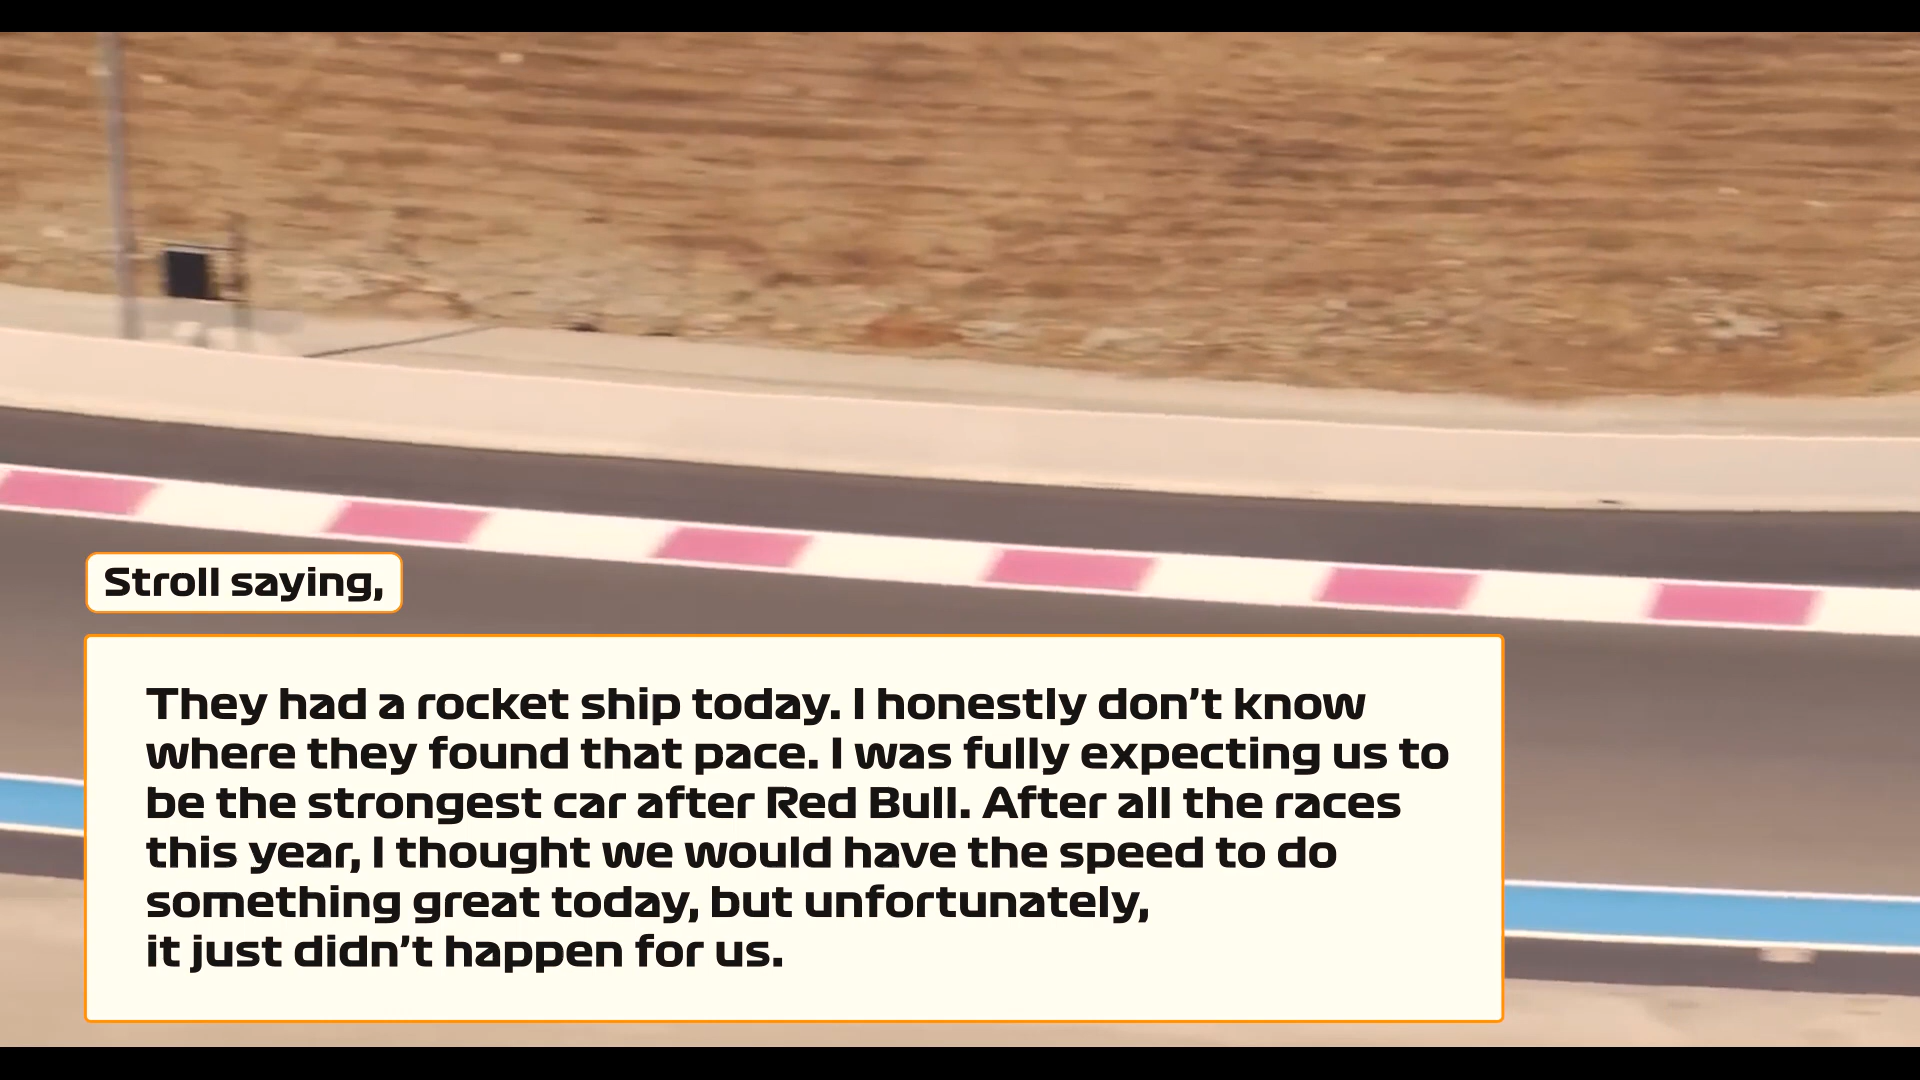 Stroll saying,
They had a rocket ship today. I honestly don’t know
where they found that pace. I was fully expecting us to
be the strongest car after Red Bull. After all the races
this year, I thought we would have the speed to do
something great today, but unfortunately,
it just didn’t happen for us.